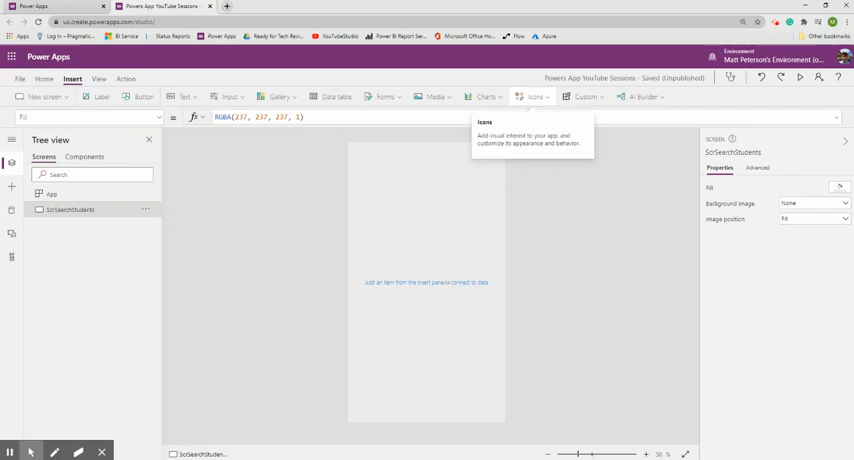 Power Apps
Powers App YouTube Sessions -
us.create.powerapps.com/studio/
Apps
Log In – Pragmatic...
BI Service
Status Reports
Power Apps
Ready for Tech Rev...
YouTubeStudio
Power BI Report Ser...
Microsoft Office Ho...
Flow
Azure
Other bookmarks
Power Apps
Environment
Matt Peterson's Environment (o...
File Home Insert View Action
Powers App YouTube Sessions - Saved (Unpublished)
New screen
Label
Button
Text
Input
Gallery
Data table
Forms
Media
Charts
Icons
Custom
AI Builder
Fill
= fx RGBA(237, 237, 237, 1)
Icons
Add visual interest to your app, and
customize its appearance and behavior.
Tree view
Screens Components
Search
App
ScrSearchStudents
Add an item from the insert pane or connect to data
SCREEN
ScrSearchStudents
Properties Advanced
Fill
Background image None
Image position Fit
ScrSearchStuden...
50 %